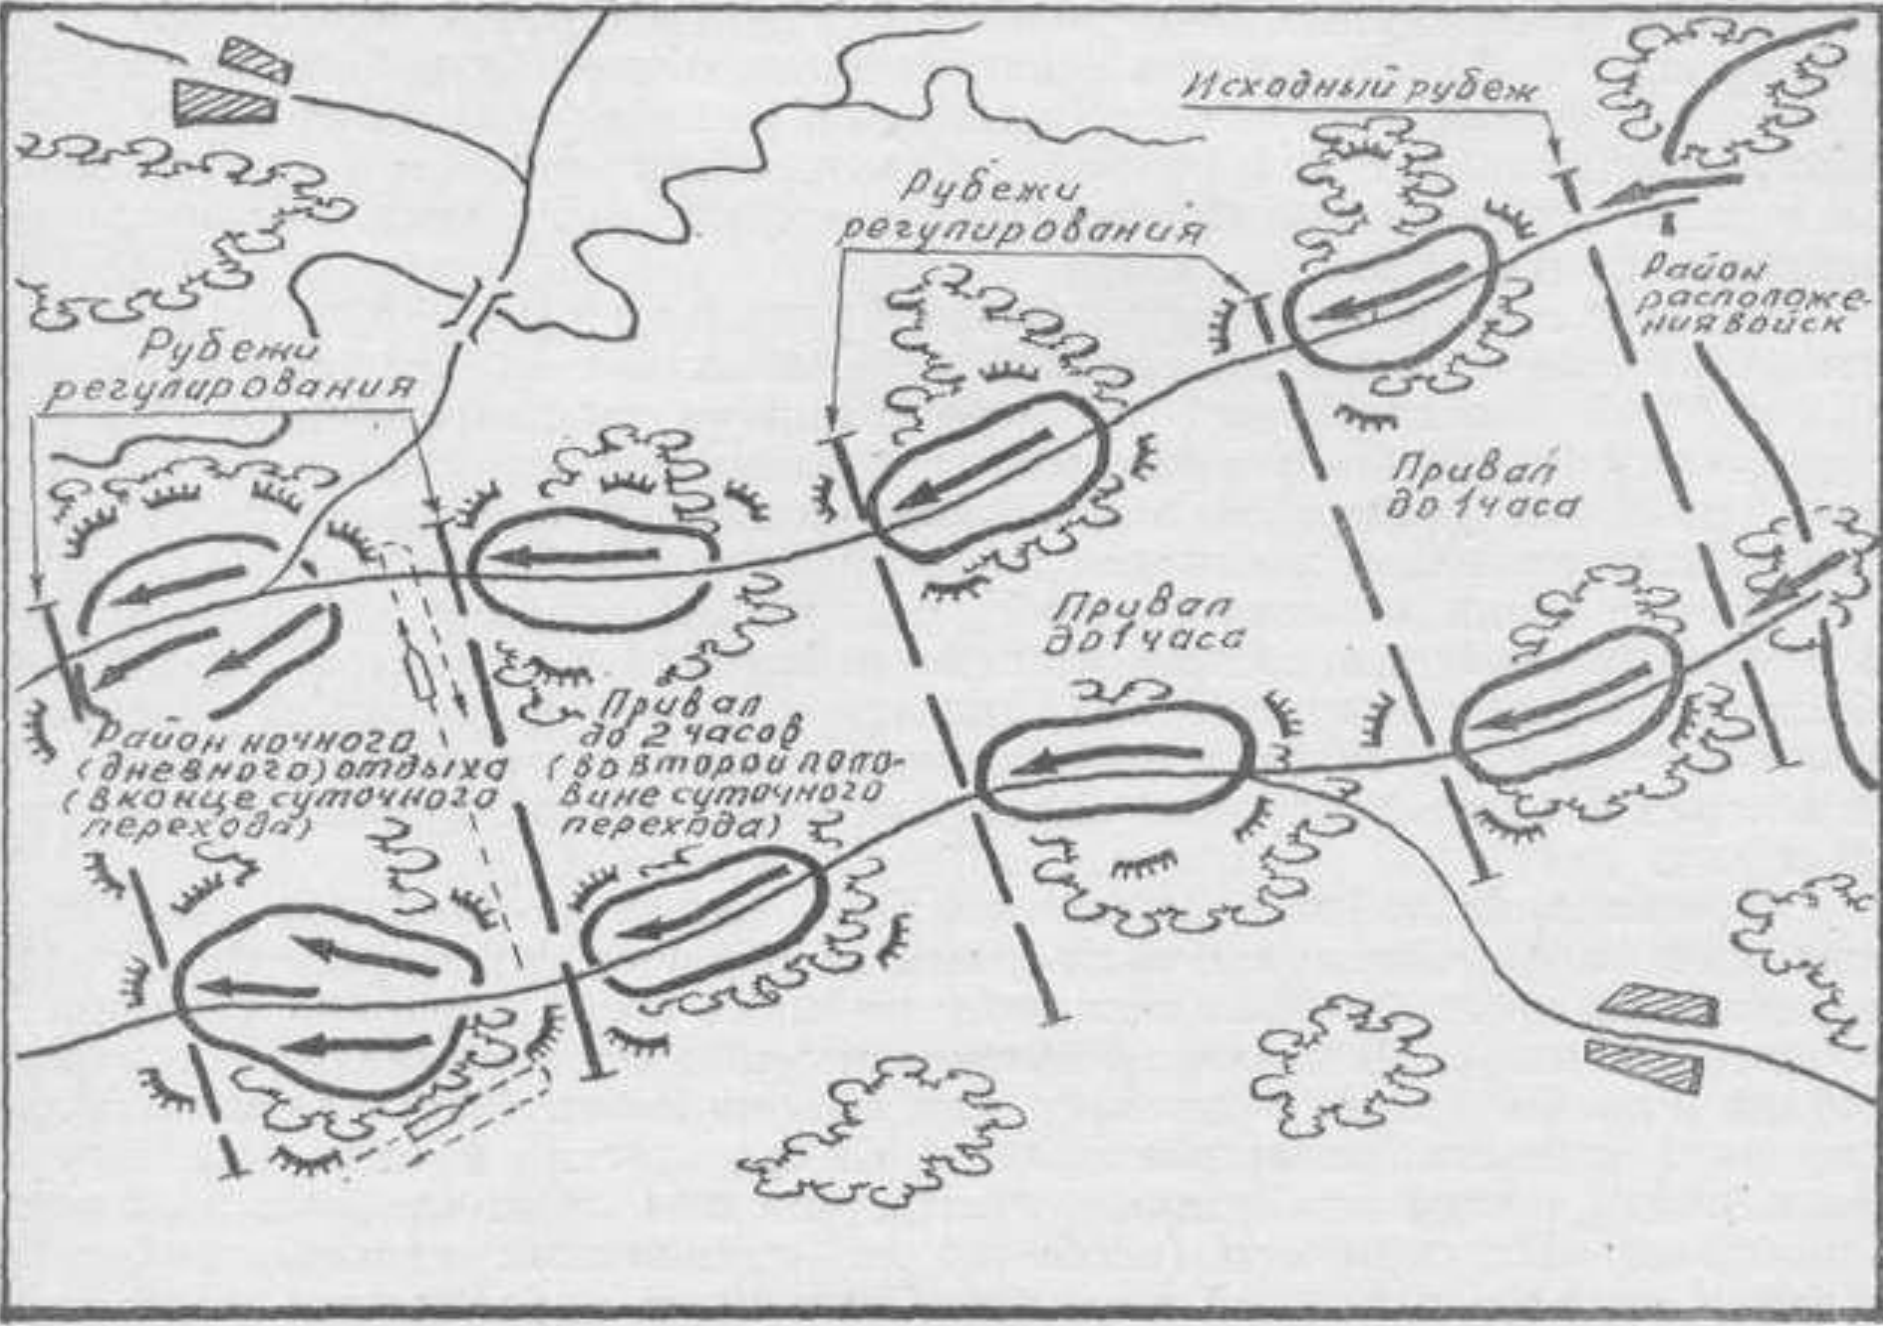 Исходный рубеж
Рубежи
регулирования
Район
расположе-
ния войск
Рубежи
регулирования
Привал
до 1 часа
Привал
до 1 часа
Привал
до 2 часов
(во второй поло-
вине суточного
перехода)
Район ночного
(дневного) отдыха
(в конце суточного
перехода)